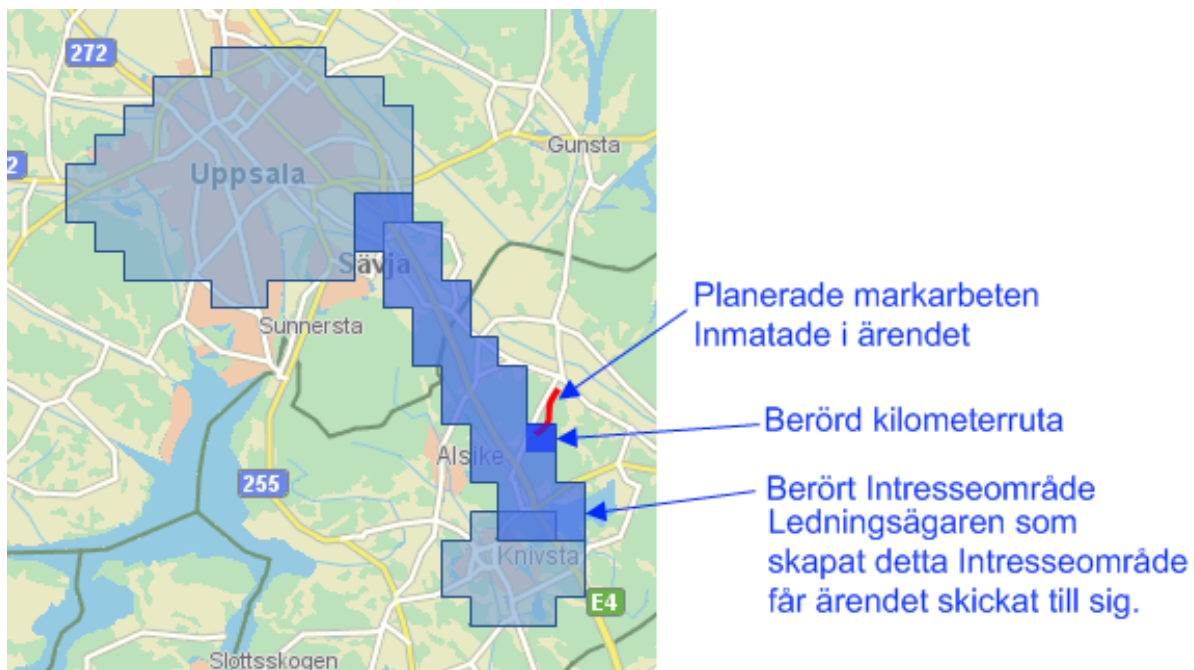 272
Gunsta
2
Uppsala
Sävja
Planerade markarbeten
Inmatade i ärendet
Sunnersta
Berörd kilometerruta
Alsike
255
Berört Intresseområde
Ledningsägaren som
skapat detta Intresseområde
får ärendet skickat till sig.
Knivsta
E4
Slottsskogen